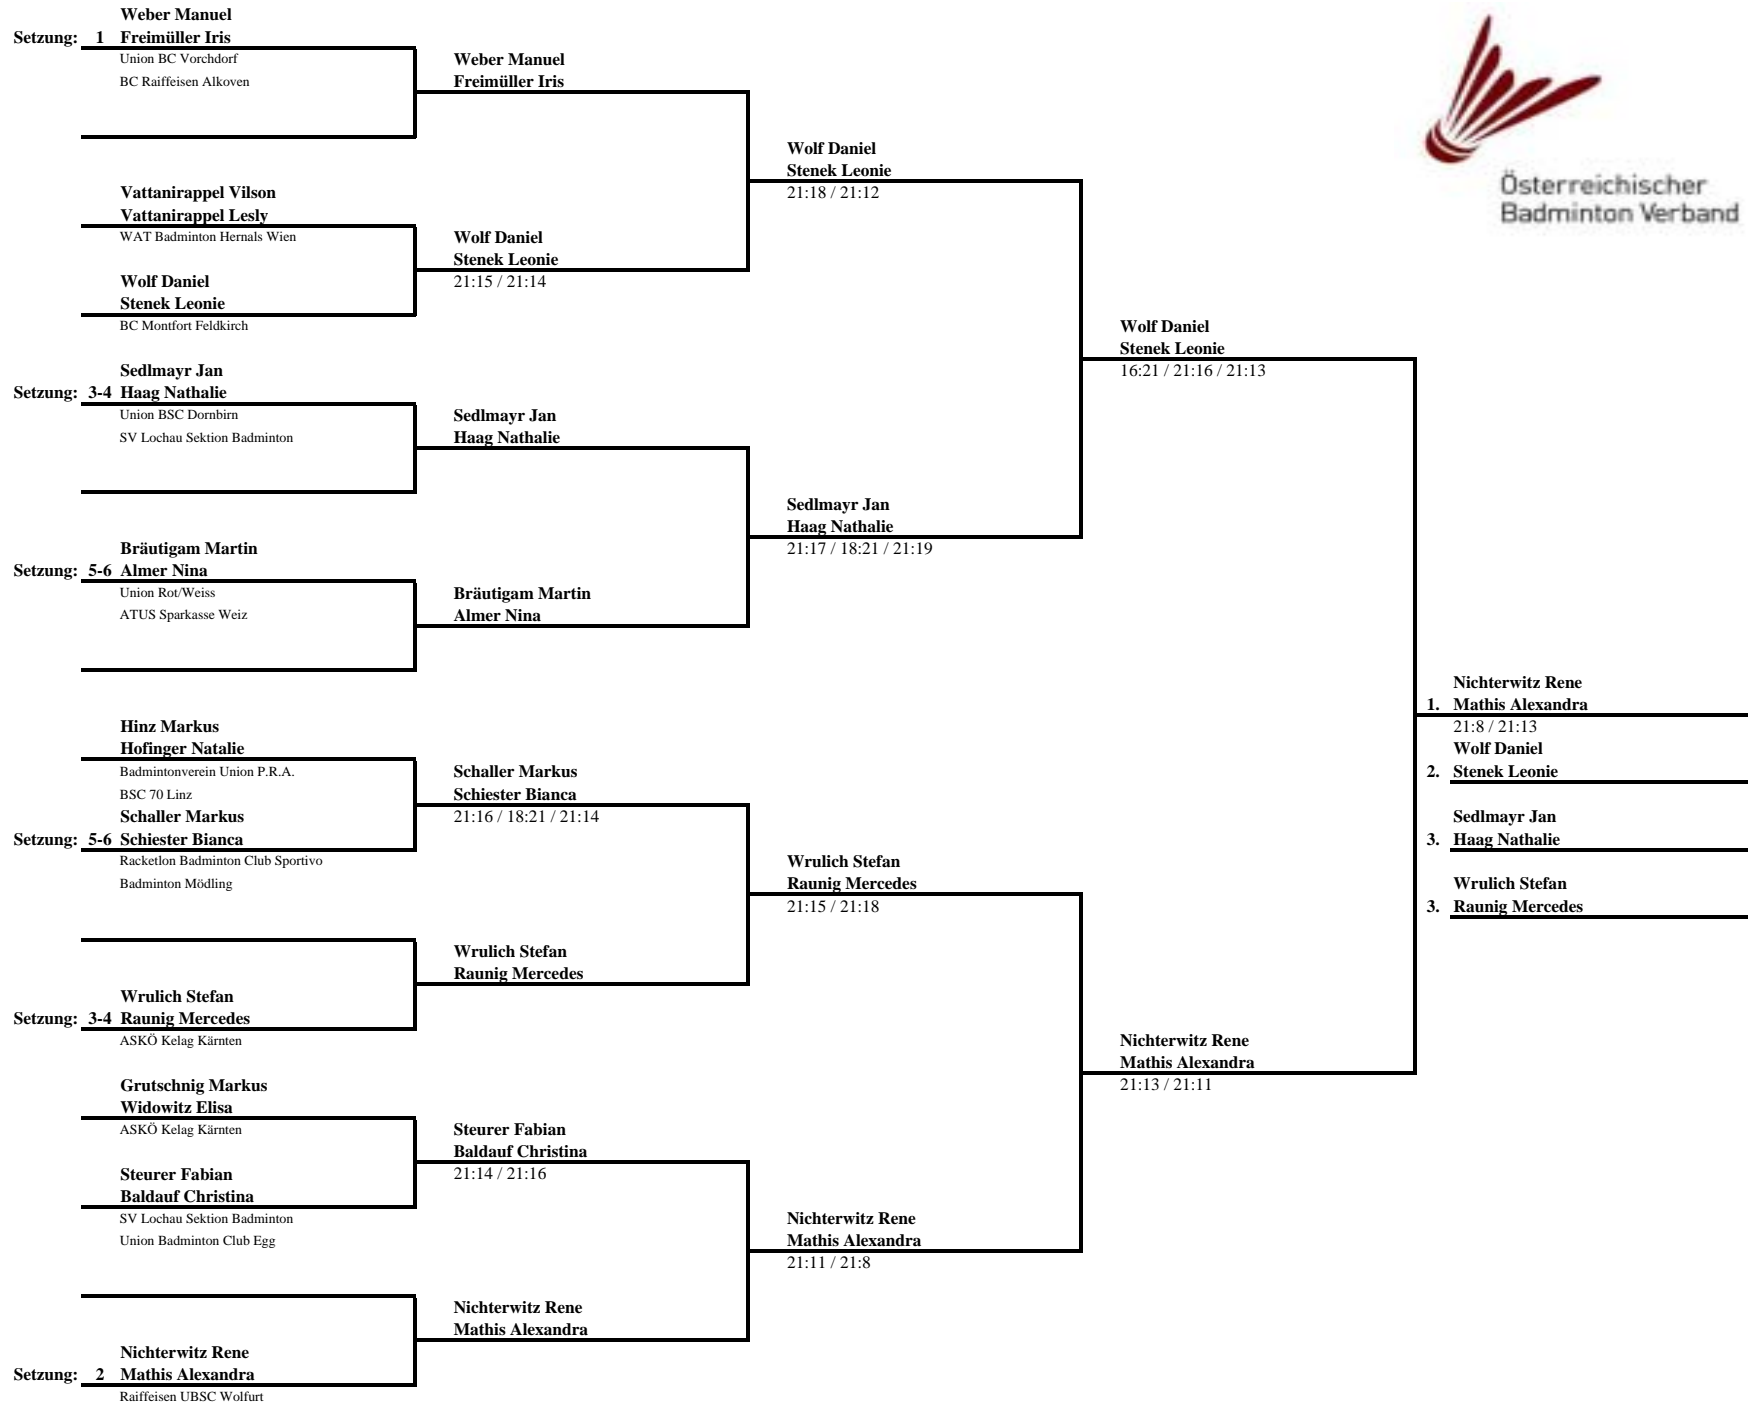 Weber Manuel
Setzung: 1 Freimüller Iris
Union BC Vorchdorf
BC Raiffeisen Alkoven
Vattanirappel Vilson
Vattanirappel Lesly
WAT Badminton Hernals Wien
Wolf Daniel
Stenek Leonie
BC Montfort Feldkirch
Sedlmayr Jan
Setzung: 3-4 Haag Nathalie
Union BSC Dornbirn
SV Lochau Sektion Badminton
Bräutigam Martin
Setzung: 5-6 Almer Nina
Union Rot/Weiss
ATUS Sparkasse Weiz
Hinz Markus
Hofinger Natalie
Badmintonverein Union P.R.A.
BSC 70 Linz
Schaller Markus
Setzung: 5-6 Schiester Bianca
Racketlon Badminton Club Sportivo
Badminton Mödling
Wrulich Stefan
Setzung: 3-4 Raunig Mercedes
ASKÖ Kelag Kärnten
Grutschnig Markus
Widowitz Elisa
ASKÖ Kelag Kärnten
Steurer Fabian
Baldauf Christina
SV Lochau Sektion Badminton
Union Badminton Club Egg
Nichterwitz Rene
Setzung: 2 Mathis Alexandra
Raiffeisen UBSC Wolfurt
Weber Manuel
Freimüller Iris
Wolf Daniel
Stenek Leonie
21:15 / 21:14
Sedlmayr Jan
Haag Nathalie
Bräutigam Martin
Almer Nina
Schaller Markus
Schiester Bianca
21:16 / 18:21 / 21:14
Wrulich Stefan
Raunig Mercedes
Steurer Fabian
Baldauf Christina
21:14 / 21:16
Nichterwitz Rene
Mathis Alexandra
Wolf Daniel
Stenek Leonie
21:18 / 21:12
Sedlmayr Jan
Haag Nathalie
21:17 / 18:21 / 21:19
Wrulich Stefan
Raunig Mercedes
21:15 / 21:18
Nichterwitz Rene
Mathis Alexandra
21:11 / 21:8
Wolf Daniel
Stenek Leonie
16:21 / 21:16 / 21:13
Nichterwitz Rene
Mathis Alexandra
21:13 / 21:11
Österreichischer
Badminton Verband
Nichterwitz Rene
1. Mathis Alexandra
21:8 / 21:13
Wolf Daniel
2. Stenek Leonie
Sedlmayr Jan
3. Haag Nathalie
Wrulich Stefan
3. Raunig Mercedes